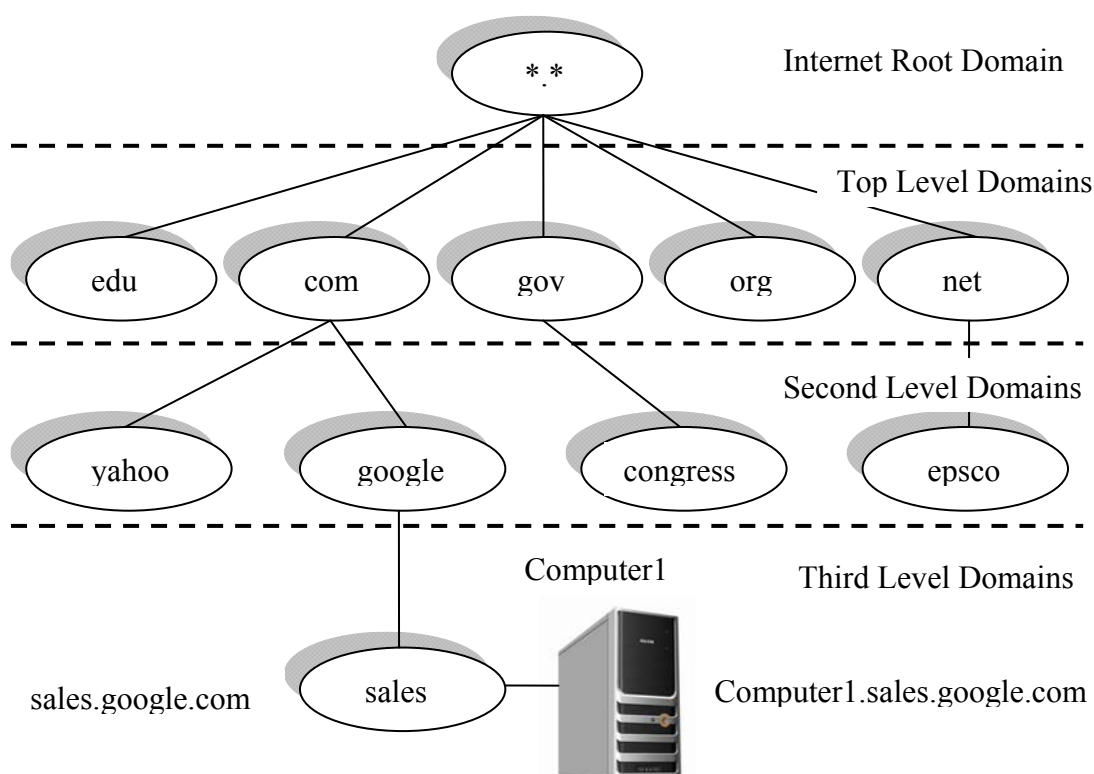 *.*
Internet Root Domain
Top Level Domains
edu
com
gov
org
net
Second Level Domains
yahoo
google
congress
epsco
Computer1
Third Level Domains
sales.google.com
sales
Computer1.sales.google.com